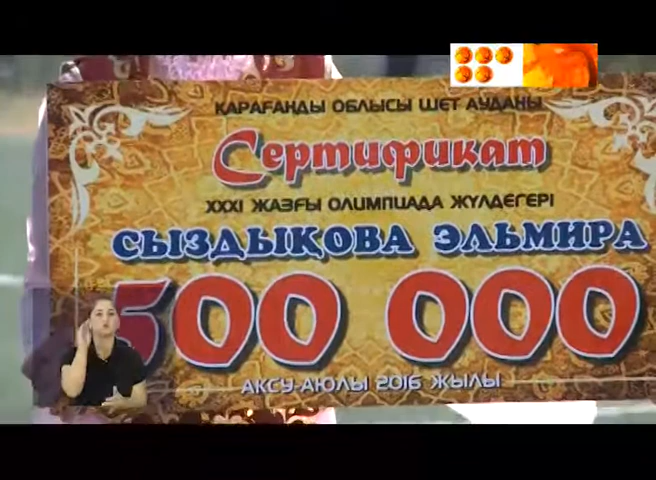 ҚАРАҒАНДЫ ОБЛЫСЫ ШЕТ АУДАНЫ
Сертификат
XXXI ЖАЗҒЫ ОЛИМПИАДА ЖҮЛДЕГЕРІ
СЫЗДЫҚОВА ЭЛЬМИРА
500 000
АҚСУ-АЮЛЫ 2016 ЖЫЛЫ